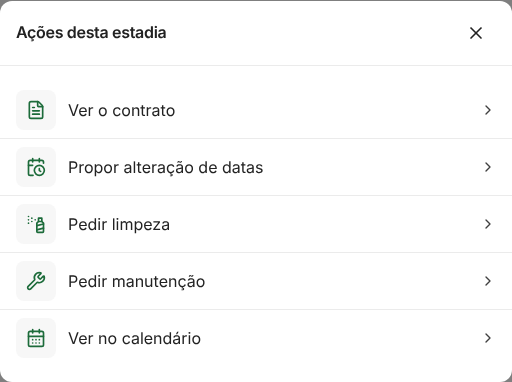 Ações desta estadia
Ver o contrato
Propor alteração de datas
Pedir limpeza
Pedir manutenção
Ver no calendário